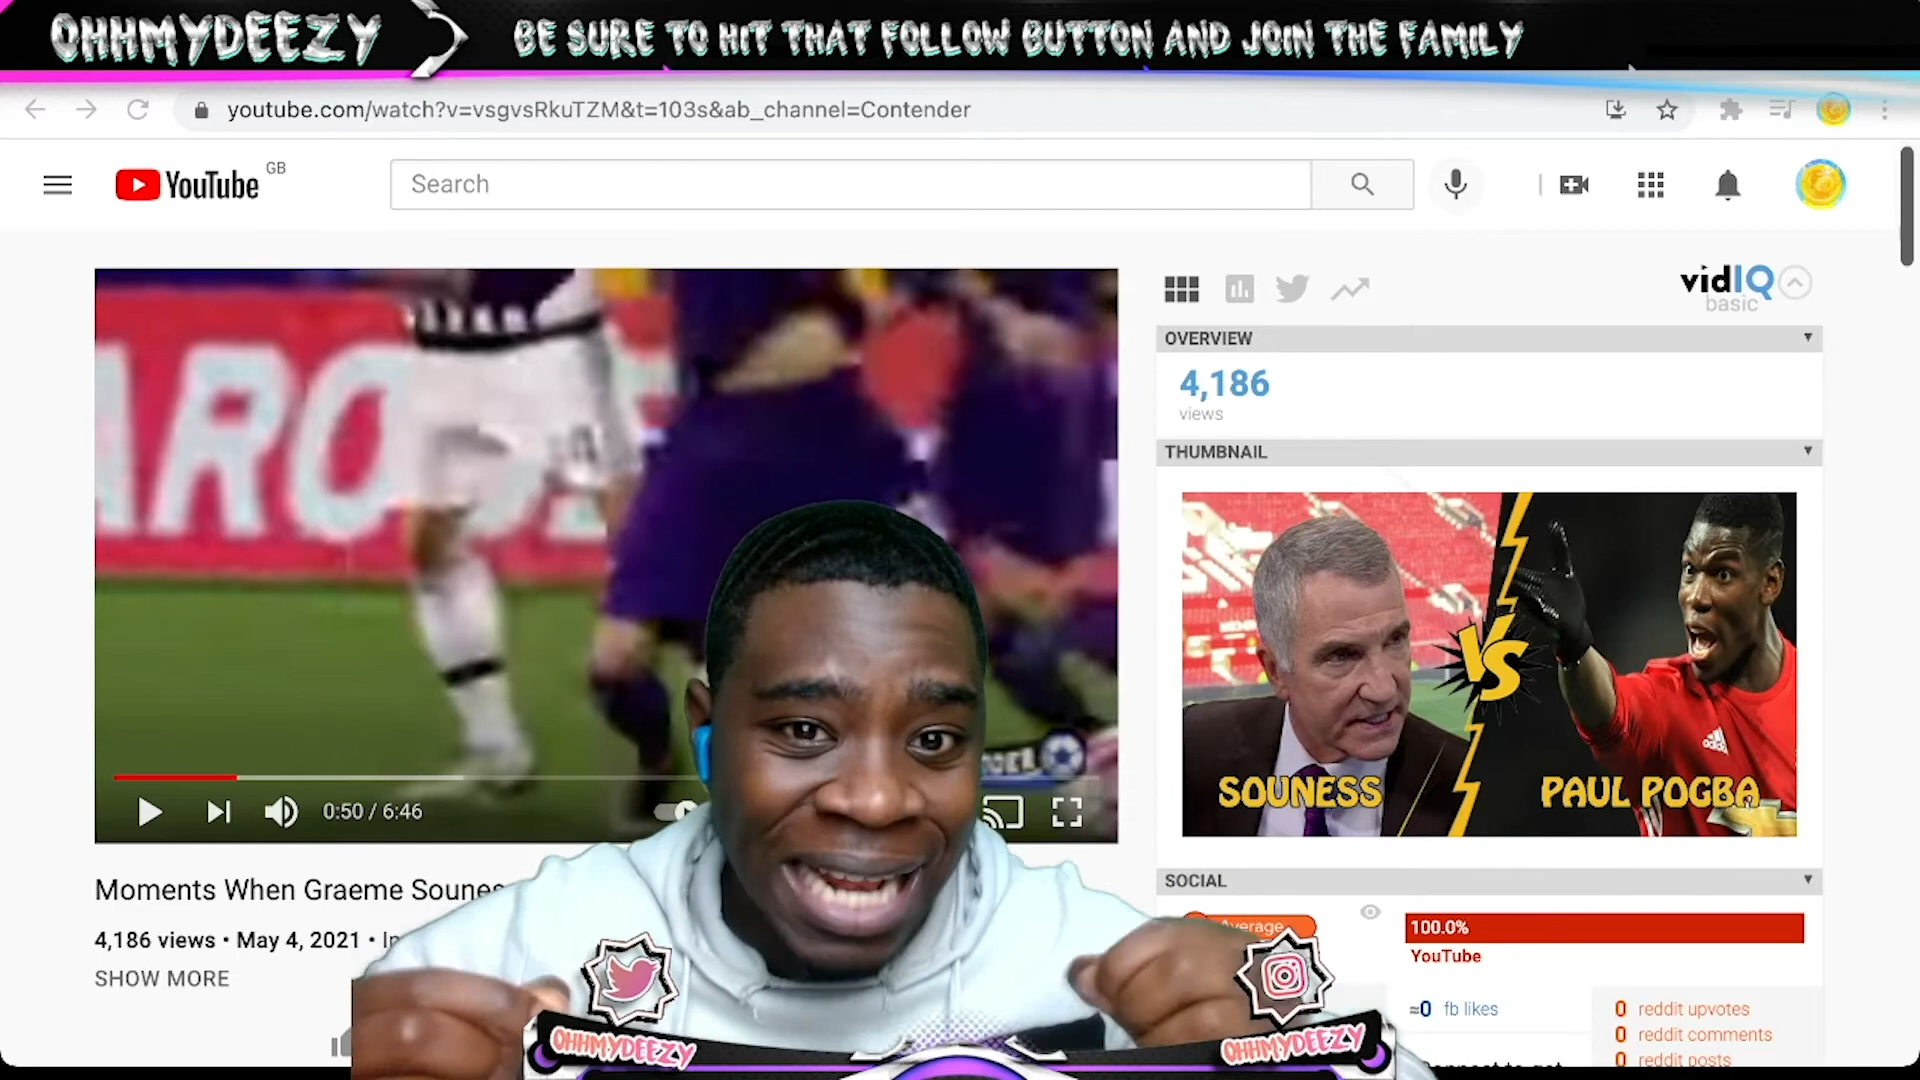 OHHMYDEEZY
BE SURE TO HIT THAT FOLLOW BUTTON AND JOIN THE FAMILY
youtube.com/watch?v=vsgvsRkuTZM&t=103s&ab_channel=Contender
YouTube GB
Search
vidIQ
basic
OVERVIEW
4,186
views
THUMBNAIL
SOUNESS
VS
PAUL POGBA
0:50 / 6:46
Moments When Graeme Sounes
4,186 views • May 4, 2021 •
SHOW MORE
SOCIAL
Average
100.0%
YouTube
≈0 fb likes
0 reddit upvotes
0 reddit comments
0 reddit posts
OHHMYDEEZY
OHHMYDEEZY